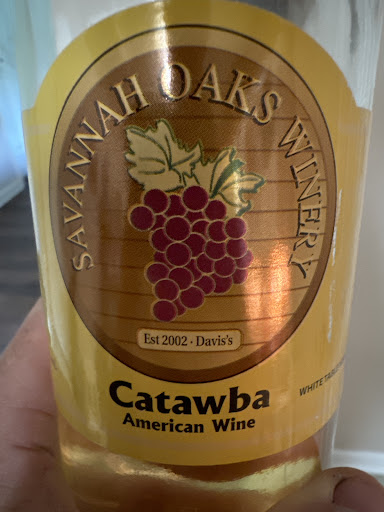 SAVANNAH OAKS WINERY
Est 2002 · Davis's
Catawba
American Wine
WHITE